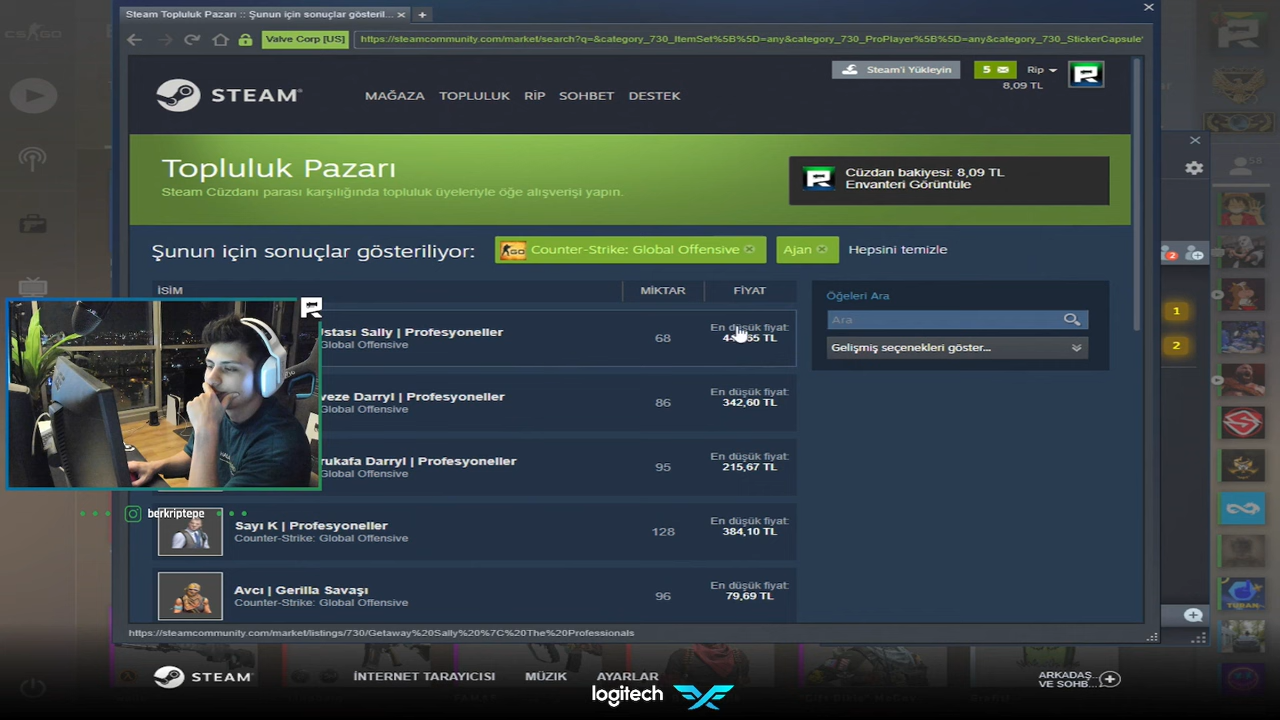 Steam Topluluk Pazarı :: Şunun için sonuçlar gösteril...
Valve Corp [US]
https://steamcommunity.com/market/search?q=&category_730_ItemSet%5B%5D=any&category_730_ProPlayer%5B%5D=any&category_730_StickerCapsule
STEAM
MAĞAZA TOPLULUK RİP SOHBET DESTEK
Steam'i Yükleyin
5
Rip
8,09 TL
Topluluk Pazarı
Steam Cüzdanı parası karşılığında topluluk üyeleriyle öğe alışverişi yapın.
Cüzdan bakiyesi: 8,09 TL
Envanteri Görüntüle
Şunun için sonuçlar gösteriliyor:
Counter-Strike: Global Offensive
Ajan
Hepsini temizle
İSİM MİKTAR FİYAT
Sally | Profesyoneller
Global Offensive
68
En düşük fiyat:
Darryl | Profesyoneller
Global Offensive
86
En düşük fiyat:
342,60 TL
Darryl | Profesyoneller
Global Offensive
95
En düşük fiyat:
215,67 TL
Sayı K | Profesyoneller
Counter-Strike: Global Offensive
128
En düşük fiyat:
384,10 TL
Avcı | Gerilla Savaşı
Counter-Strike: Global Offensive
96
En düşük fiyat:
79,69 TL
Öğeleri Ara
Ara
Gelişmiş seçenekleri göster...
berkriptepe
https://steamcommunity.com/market/listings/730/Getaway%20Sally%20%7C%20The%20Professionals
STEAM
İNTERNET TARAYICISI MÜZIK AYARLAR
ARKADAŞ
VE SOHB...
logitech
CS:GO
58
2
1
2